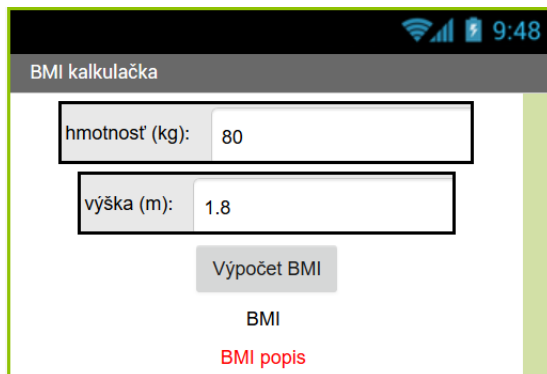 9:48
BMI kalkulačka
hmotnosť (kg): 80
výška (m): 1.8
Výpočet BMI
BMI
BMI popis